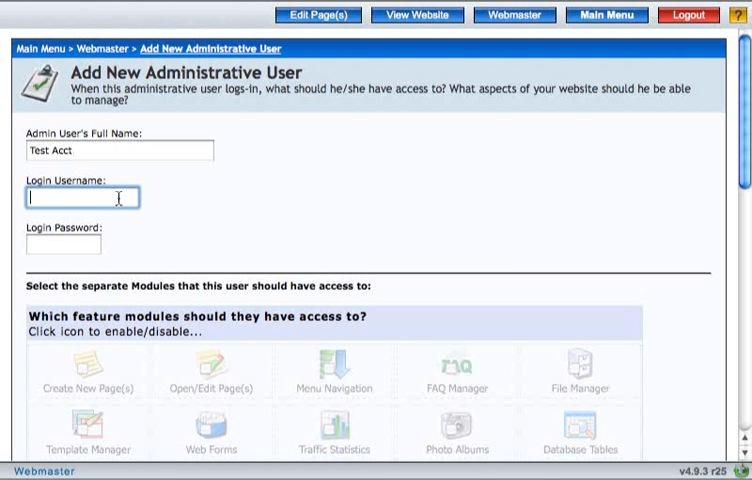 Edit Page(s) View Website Webmaster Main Menu Logout ?
Main Menu > Webmaster > Add New Administrative User
Add New Administrative User
When this administrative user logs-in, what should he/she have access to? What aspects of your website should he be able
to manage?
Admin User's Full Name:
Test Acct
Login Username:
Login Password:
Select the separate Modules that this user should have access to:
Which feature modules should they have access to?
Click icon to enable/disable...
Create New Page(s) Open/Edit Page(s) Menu Navigation FAQ Manager File Manager
Template Manager Web Forms Traffic Statistics Photo Albums Database Tables
Webmaster v4.9.3 r25